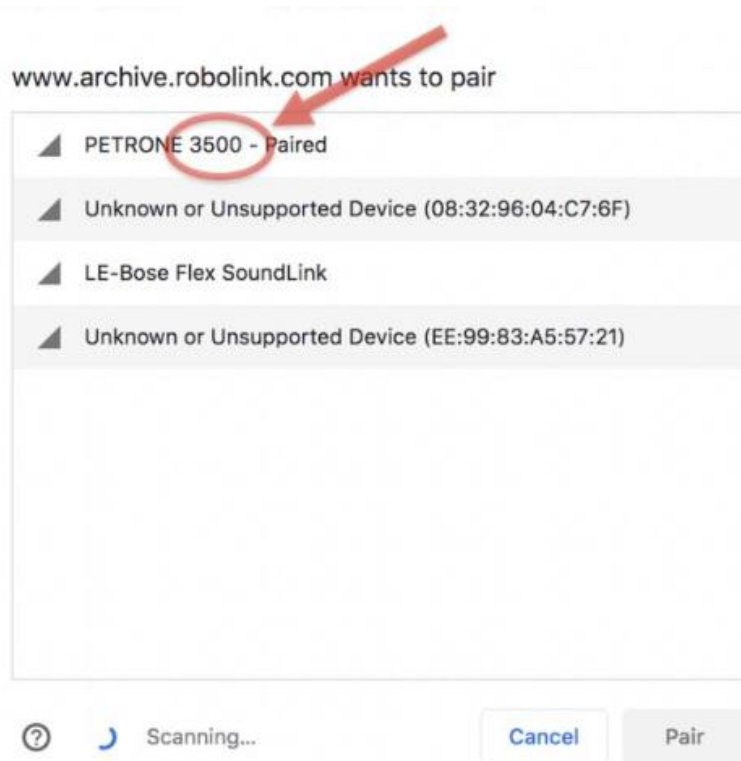 www.archive.robolink.com wants to pair
PETRONE 3500 - Paired
Unknown or Unsupported Device (08:32:96:04:C7:6F)
LE-Bose Flex SoundLink
Unknown or Unsupported Device (EE:99:83:A5:57:21)
Scanning... Cancel Pair